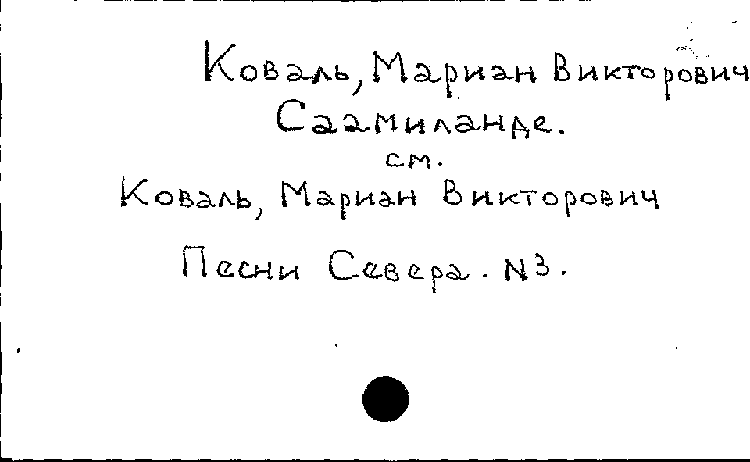 Коваль, Мариан Викторович
Саамиланде.
см.
Коваль, Мариан Викторович
Песни Севера. N3.